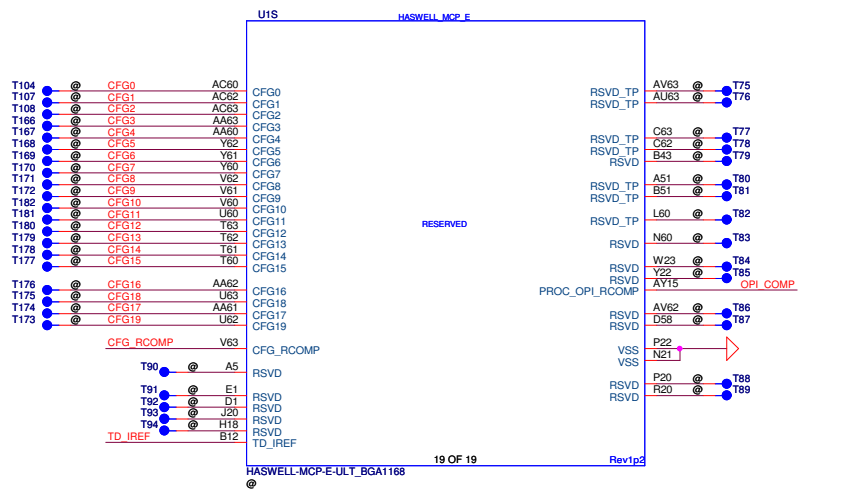 U1S
HASWELL_MCP_E
T104 @ CFG0 AC60 CFG0
T107 @ CFG1 AC62 CFG1
T108 @ CFG2 AC63 CFG2
T166 @ CFG3 AA63 CFG3
T167 @ CFG4 AA60 CFG4
T168 @ CFG5 Y62 CFG5
T169 @ CFG6 Y61 CFG6
T170 @ CFG7 Y60 CFG7
T171 @ CFG8 V62 CFG8
T172 @ CFG9 V61 CFG9
T182 @ CFG10 V60 CFG10
T181 @ CFG11 U60 CFG11
T180 @ CFG12 T63 CFG12
T179 @ CFG13 T62 CFG13
T178 @ CFG14 T61 CFG14
T177 @ CFG15 T60 CFG15
T176 @ CFG16 AA62 CFG16
T175 @ CFG18 U63 CFG18
T174 @ CFG17 AA61 CFG17
T173 @ CFG19 U62 CFG19
CFG_RCOMP V63 CFG_RCOMP
T90 @ A5 RSVD
T91 @ E1 RSVD
T92 @ D1 RSVD
T93 @ J20 RSVD
T94 @ H18 RSVD
TD_IREF B12 TD_IREF
RESERVED
RSVD_TP AV63 @ T75
RSVD_TP AU63 @ T76
RSVD_TP C63 @ T77
RSVD_TP C62 @ T78
RSVD B43 @ T79
RSVD_TP A51 @ T80
RSVD_TP B51 @ T81
RSVD_TP L60 @ T82
RSVD N60 @ T83
RSVD W23 @ T84
RSVD Y22 @ T85
PROC_OPI_RCOMP AY15 OPI_COMP
RSVD AV62 @ T86
RSVD D58 @ T87
VSS P22
VSS N21
RSVD P20 @ T88
RSVD R20 @ T89
19 OF 19
Rev1p2
HASWELL-MCP-E-ULT_BGA1168
@